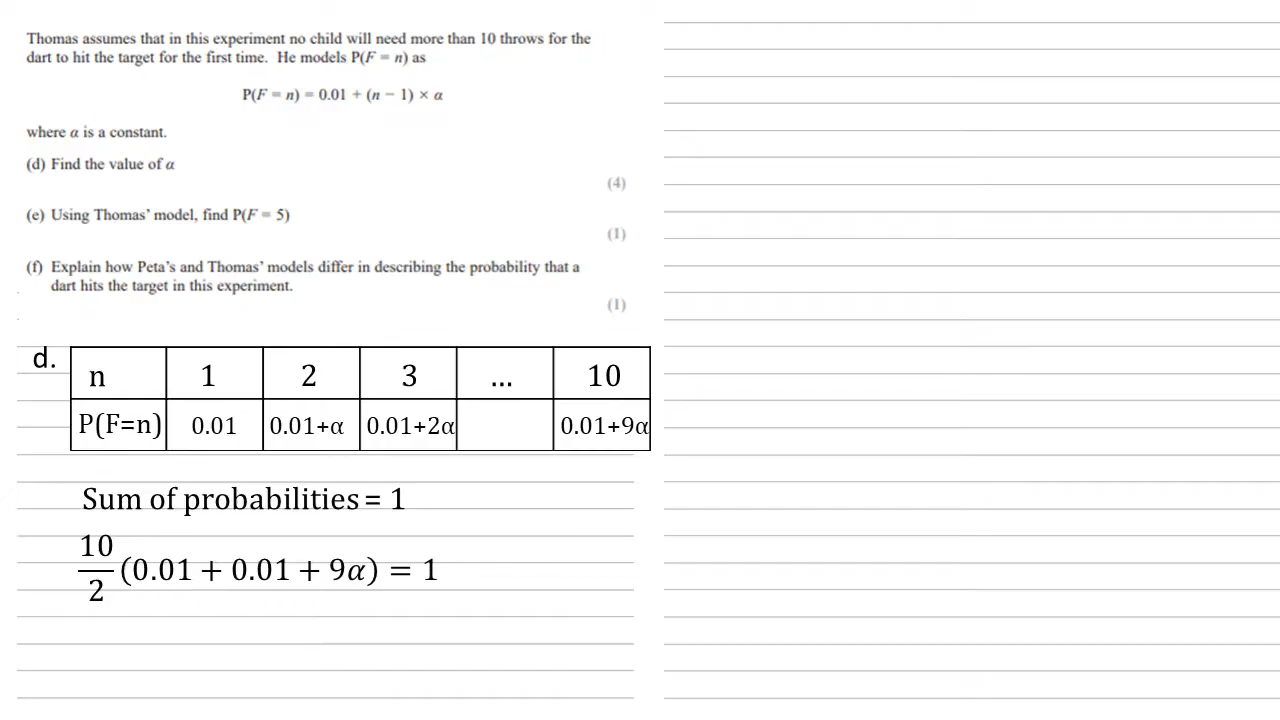 Thomas assumes that in this experiment no child will need more than 10 throws for the
dart to hit the target for the first time. He models P(F = n) as
P(F = n) = 0.01 + (n − 1) × α
where α is a constant.
(d) Find the value of α
(4)
(e) Using Thomas' model, find P(F = 5)
(1)
(f) Explain how Peta's and Thomas' models differ in describing the probability that a
dart hits the target in this experiment.
(1)
d.
n 1 2 3 ... 10
P(F=n) 0.01 0.01+α 0.01+2α 0.01+9α
Sum of probabilities = 1
10/2 (0.01 + 0.01 + 9α) = 1